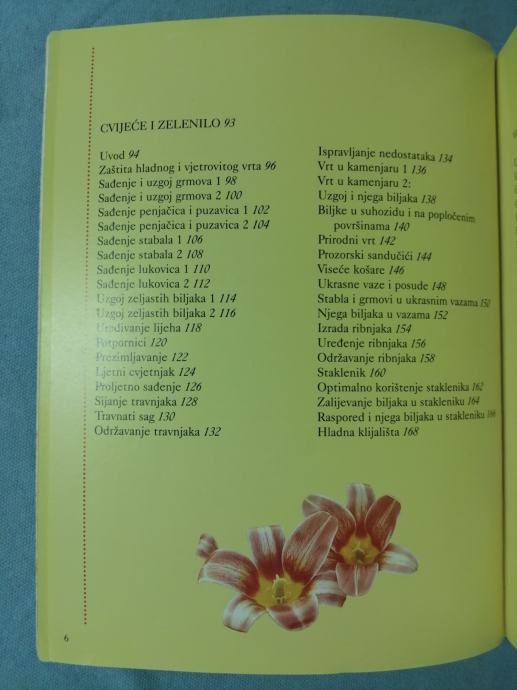 CVIJEĆE I ZELENILO 93
Uvod 94
Zaštita hladnog i vjetrovitog vrta 96
Sađenje i uzgoj grmova 1 98
Sađenje i uzgoj grmova 2 100
Sađenje penjačica i puzavica 1 102
Sađenje penjačica i puzavica 2 104
Sađenje stabala 1 106
Sađenje stabala 2 108
Sađenje lukovica 1 110
Sađenje lukovica 2 112
Uzgoj zeljastih biljaka 1 114
Uzgoj zeljastih biljaka 2 116
Uređivanje lijeha 118
Potpornici 120
Prezimljavanje 122
Ljetni cvjetnjak 124
Proljetno sađenje 126
Sijanje travnjaka 128
Travnati sag 130
Održavanje travnjaka 132
Ispravljanje nedostataka 134
Vrt u kamenjaru 1 136
Vrt u kamenjaru 2:
Uzgoj i njega biljaka 138
Biljke u suhozidu i na popločenim
površinama 140
Prirodni vrt 142
Prozorski sandučići 144
Viseće košare 146
Ukrasne vaze i posude 148
Stabla i grmovi u ukrasnim vazama 150
Njega biljaka u vazama 152
Izrada ribnjaka 154
Uređenje ribnjaka 156
Održavanje ribnjaka 158
Staklenik 160
Optimalno korištenje staklenika 162
Zalijevanje biljaka u stakleniku 164
Raspored i njega biljaka u stakleniku 166
Hladna klijališta 168
6